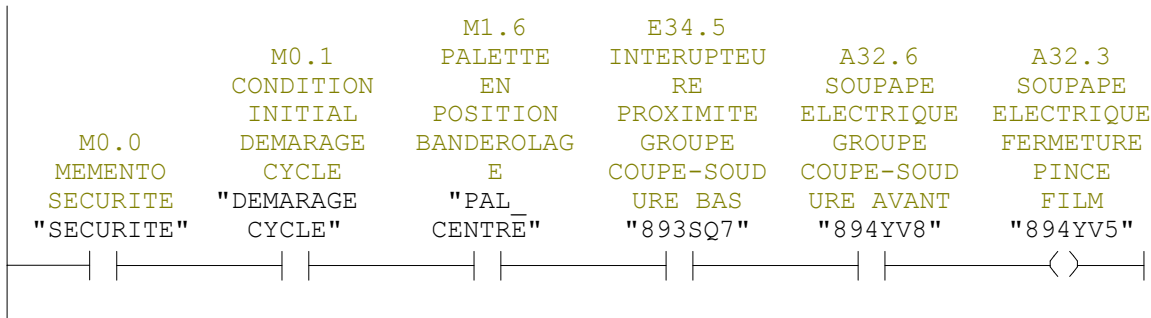 M0.0
MEMENTO
SECURITE
"SECURITE"
M0.1
CONDITION
INITIAL
DEMARAGE
CYCLE
"DEMARAGE
CYCLE"
M1.6
PALETTE
EN
POSITION
BANDEROLAG
E
"PAL_
CENTRE"
E34.5
INTERUPTEU
RE
PROXIMITE
GROUPE
COUPE-SOUD
URE BAS
"893SQ7"
A32.6
SOUPAPE
ELECTRIQUE
GROUPE
COUPE-SOUD
URE AVANT
"894YV8"
A32.3
SOUPAPE
ELECTRIQUE
FERMETURE
PINCE
FILM
"894YV5"